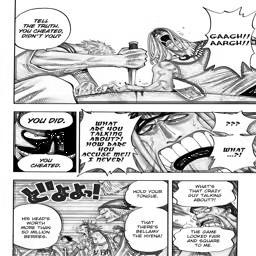 GAAGH!!
AARGH!!
TELL
THE TRUTH.
YOU CHEATED,
DIDN'T YOU?
???
WHAT
...?!
WHAT
ARE YOU
TALKING
ABOUT?!
HOW DARE
YOU
ACCUSE ME!!
I NEVER!
YOU DID.
YOU
CHEATED.
WHAT'S
THAT CRAZY
GUY TALKING
ABOUT?!
THE GAME
LOOKED FAIR
AND SQUARE
TO ME.
HOLD YOUR
TONGUE.
THAT
THERE'S
BELLAMY
THE HYENA!
HIS HEAD'S
WORTH MORE
THAN
50 MILLION
BERRIES.